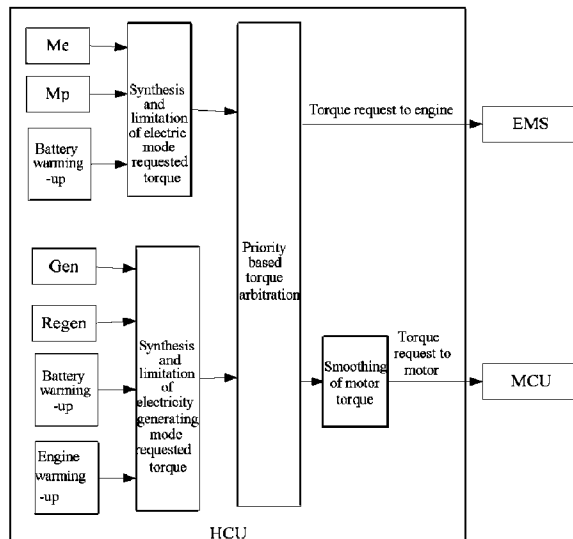 Me
Mp
Battery
warming
-up
Synthesis
and
limitation
of electric
mode
requested
torque
Gen
Regen
Battery
warming
-up
Engine
warming
-up
Synthesis
and
limitation
of
electricity
generating
mode
requested
torque
Priority
based
torque
arbitration
Torque request to engine
EMS
Smoothing
of motor
torque
Torque
request to
motor
MCU
HCU